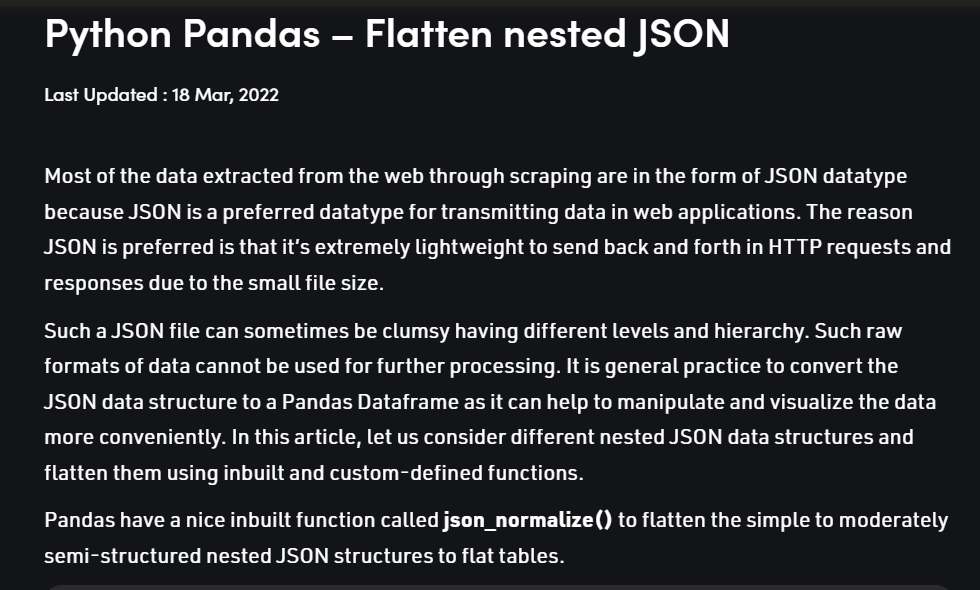 Python Pandas – Flatten nested JSON
Last Updated : 18 Mar, 2022
Most of the data extracted from the web through scraping are in the form of JSON datatype
because JSON is a preferred datatype for transmitting data in web applications. The reason
JSON is preferred is that it’s extremely lightweight to send back and forth in HTTP requests and
responses due to the small file size.
Such a JSON file can sometimes be clumsy having different levels and hierarchy. Such raw
formats of data cannot be used for further processing. It is general practice to convert the
JSON data structure to a Pandas Dataframe as it can help to manipulate and visualize the data
more conveniently. In this article, let us consider different nested JSON data structures and
flatten them using inbuilt and custom-defined functions.
Pandas have a nice inbuilt function called json_normalize() to flatten the simple to moderately
semi-structured nested JSON structures to flat tables.